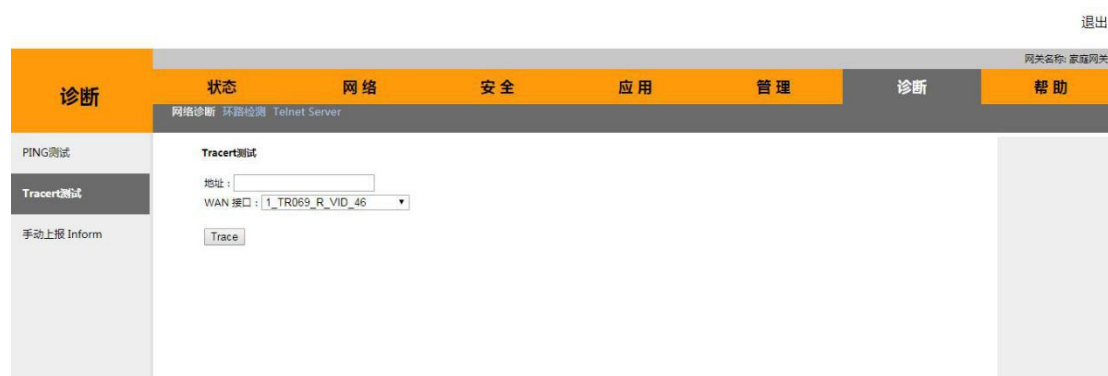 退出
网关名称: 家庭网关
诊断
状态 网络 安全 应用 管理 诊断 帮助
网络诊断 环路检测 Telnet Server
PING测试
Tracert测试
手动上报 Inform
Tracert测试
地址：
WAN 接口：1_TR069_R_VID_46
Trace